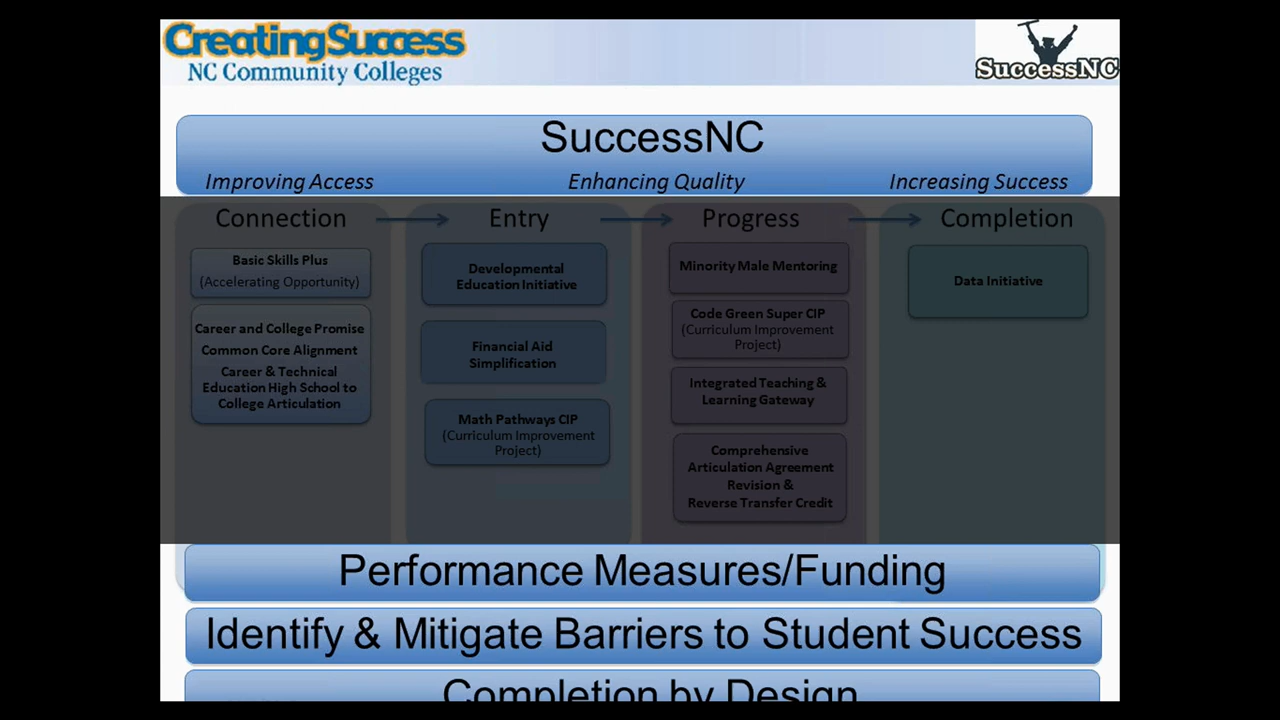 CreatingSuccess
NC Community Colleges
SuccessNC
SuccessNC
Improving Access
Enhancing Quality
Increasing Success
Connection
Entry
Progress
Completion
Basic Skills Plus
(Accelerating Opportunity)
Career and College Promise
Common Core Alignment
Career & Technical
Education High School to
College Articulation
Developmental
Education Initiative
Financial Aid
Simplification
Math Pathways CIP
(Curriculum Improvement
Project)
Minority Male Mentoring
Code Green Super CIP
(Curriculum Improvement
Project)
Integrated Teaching &
Learning Gateway
Comprehensive
Articulation Agreement
Revision &
Reverse Transfer Credit
Data Initiative
Performance Measures/Funding
Identify & Mitigate Barriers to Student Success
Completion by Design